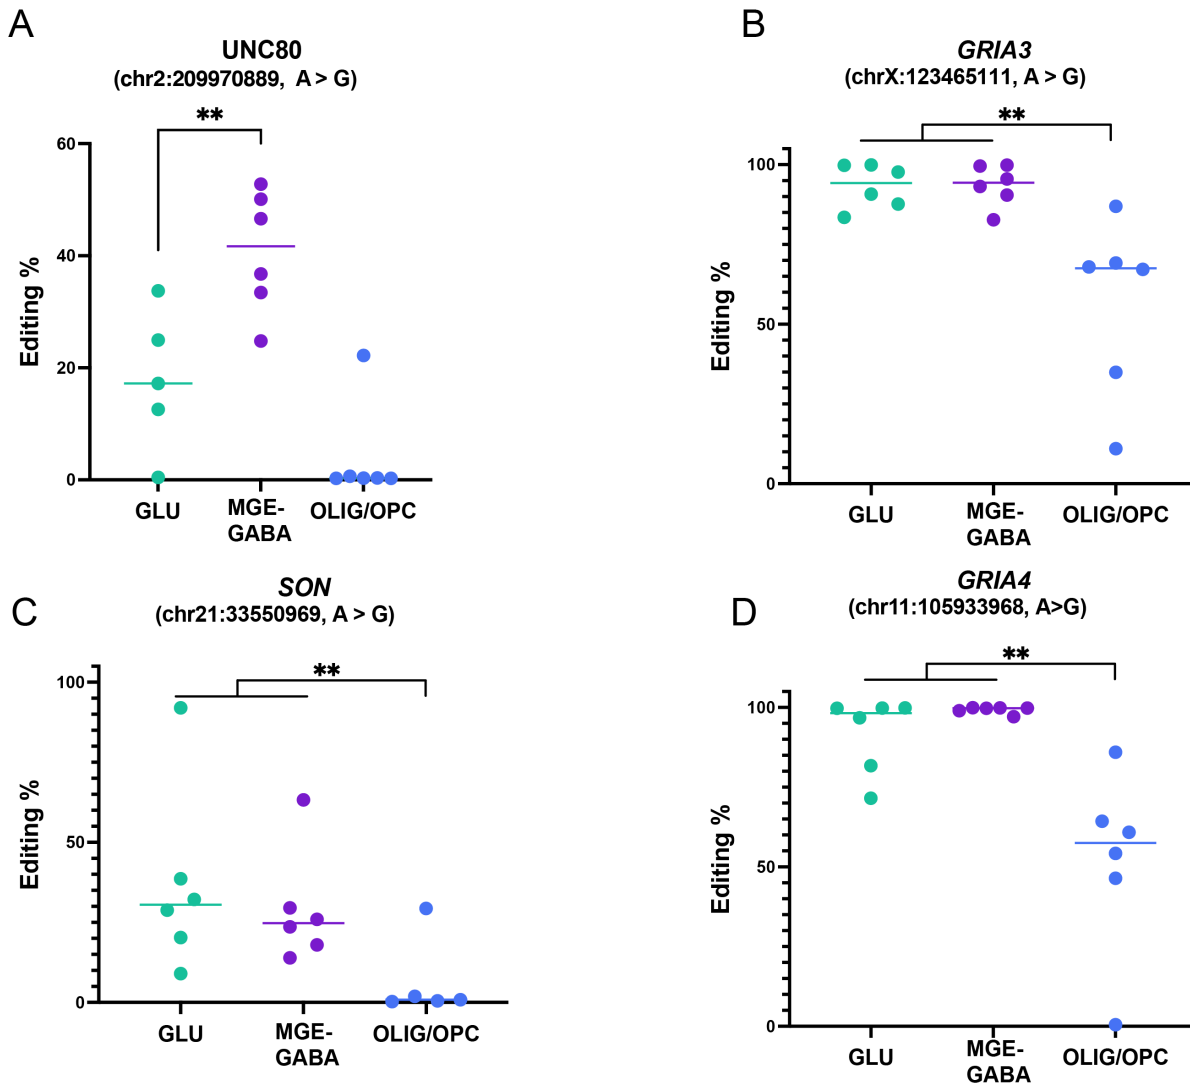 A
UNC80
(chr2:209970889, A > G)
**
60
40
20
0
Editing %
GLU
MGE-
GABA
OLIG/OPC
B
GRIA3
(chrX:123465111, A > G)
**
100
50
0
Editing %
GLU
MGE-
GABA
OLIG/OPC
C
SON
(chr21:33550969, A > G)
**
100
50
0
Editing %
GLU
MGE-
GABA
OLIG/OPC
D
GRIA4
(chr11:105933968, A>G)
**
100
50
0
Editing %
GLU
MGE-
GABA
OLIG/OPC